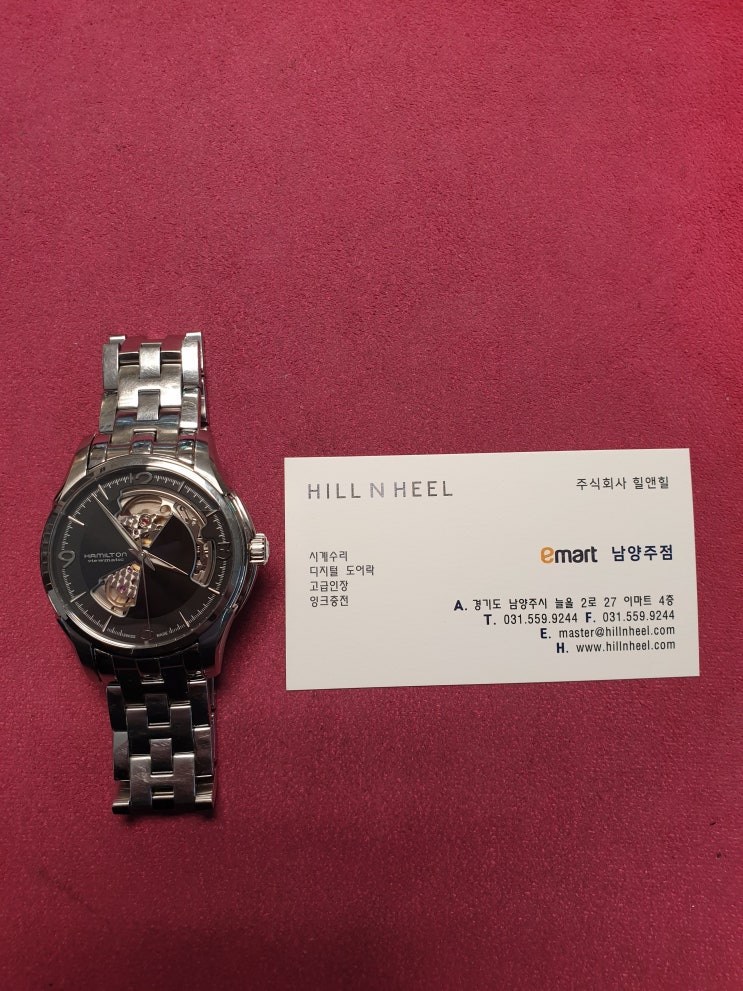 HAMILTON
viewmatic
HILL N HEEL
주식회사 힐앤힐
시계수리
디지털 도어락
고급인장
잉크충전
emart 남양주점
A. 경기도 남양주시 늘을 2로 27 이마트 4층
T. 031.559.9244 F. 031.559.9244
E. master@hillnheel.com
H. www.hillnheel.com